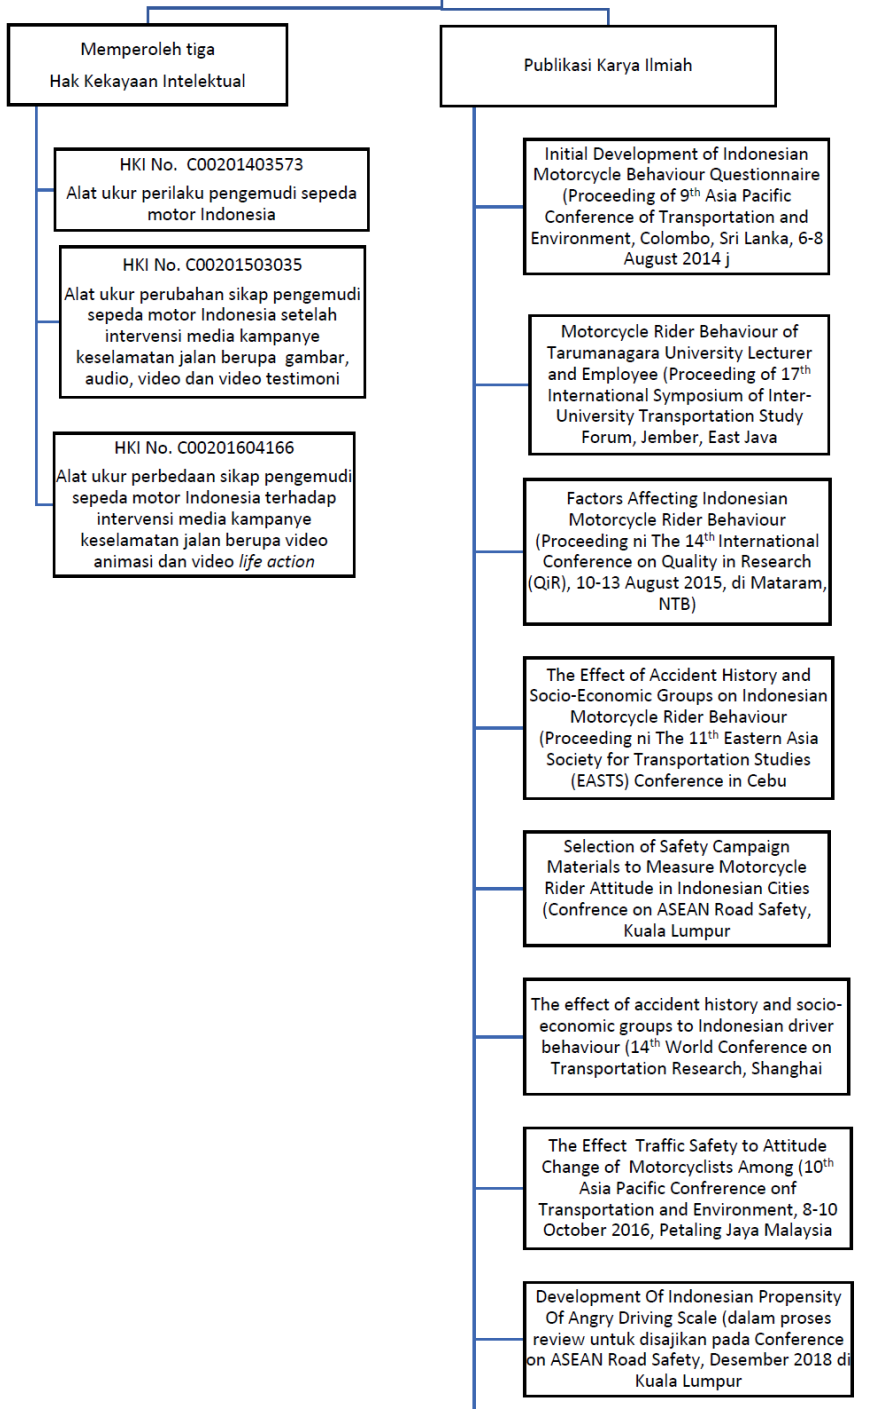 Memperoleh tiga
Hak Kekayaan Intelektual
HKI No.  C00201403573
Alat ukur perilaku pengemudi sepeda
motor Indonesia
HKI No. C00201503035
Alat ukur perubahan sikap pengemudi
sepeda motor Indonesia setelah
intervensi media kampanye
keselamatan jalan berupa  gambar,
audio, video dan video testimoni
HKI No. C00201604166
Alat ukur perbedaan sikap pengemudi
sepeda motor Indonesia terhadap
intervensi media kampanye
keselamatan jalan berupa video
animasi dan video life action
Publikasi Karya Ilmiah
Initial Development of Indonesian
Motorcycle Behaviour Questionnaire
(Proceeding of 9th Asia Pacific
Conference of Transportation and
Environment, Colombo, Sri Lanka, 6-8
August 2014 j
Motorcycle Rider Behaviour of
Tarumanagara University Lecturer
and Employee (Proceeding of 17th
International Symposium of Inter-
University Transportation Study
Forum, Jember, East Java
Factors Affecting Indonesian
Motorcycle Rider Behaviour
(Proceeding ni The 14th International
Conference on Quality in Research
(QiR), 10-13 August 2015, di Mataram,
NTB)
The Effect of Accident History and
Socio-Economic Groups on Indonesian
Motorcycle Rider Behaviour
(Proceeding ni The 11th Eastern Asia
Society for Transportation Studies
(EASTS) Conference in Cebu
Selection of Safety Campaign
Materials to Measure Motorcycle
Rider Attitude in Indonesian Cities
(Confrence on ASEAN Road Safety,
Kuala Lumpur
The effect of accident history and socio-
economic groups to Indonesian driver
behaviour (14th World Conference on
Transportation Research, Shanghai
The Effect  Traffic Safety to Attitude
Change of  Motorcyclists Among (10th
Asia Pacific Confrerence onf
Transportation and Environment, 8-10
October 2016, Petaling Jaya Malaysia
Development Of Indonesian Propensity
Of Angry Driving Scale (dalam proses
review untuk disajikan pada Conference
on ASEAN Road Safety, Desember 2018 di
Kuala Lumpur